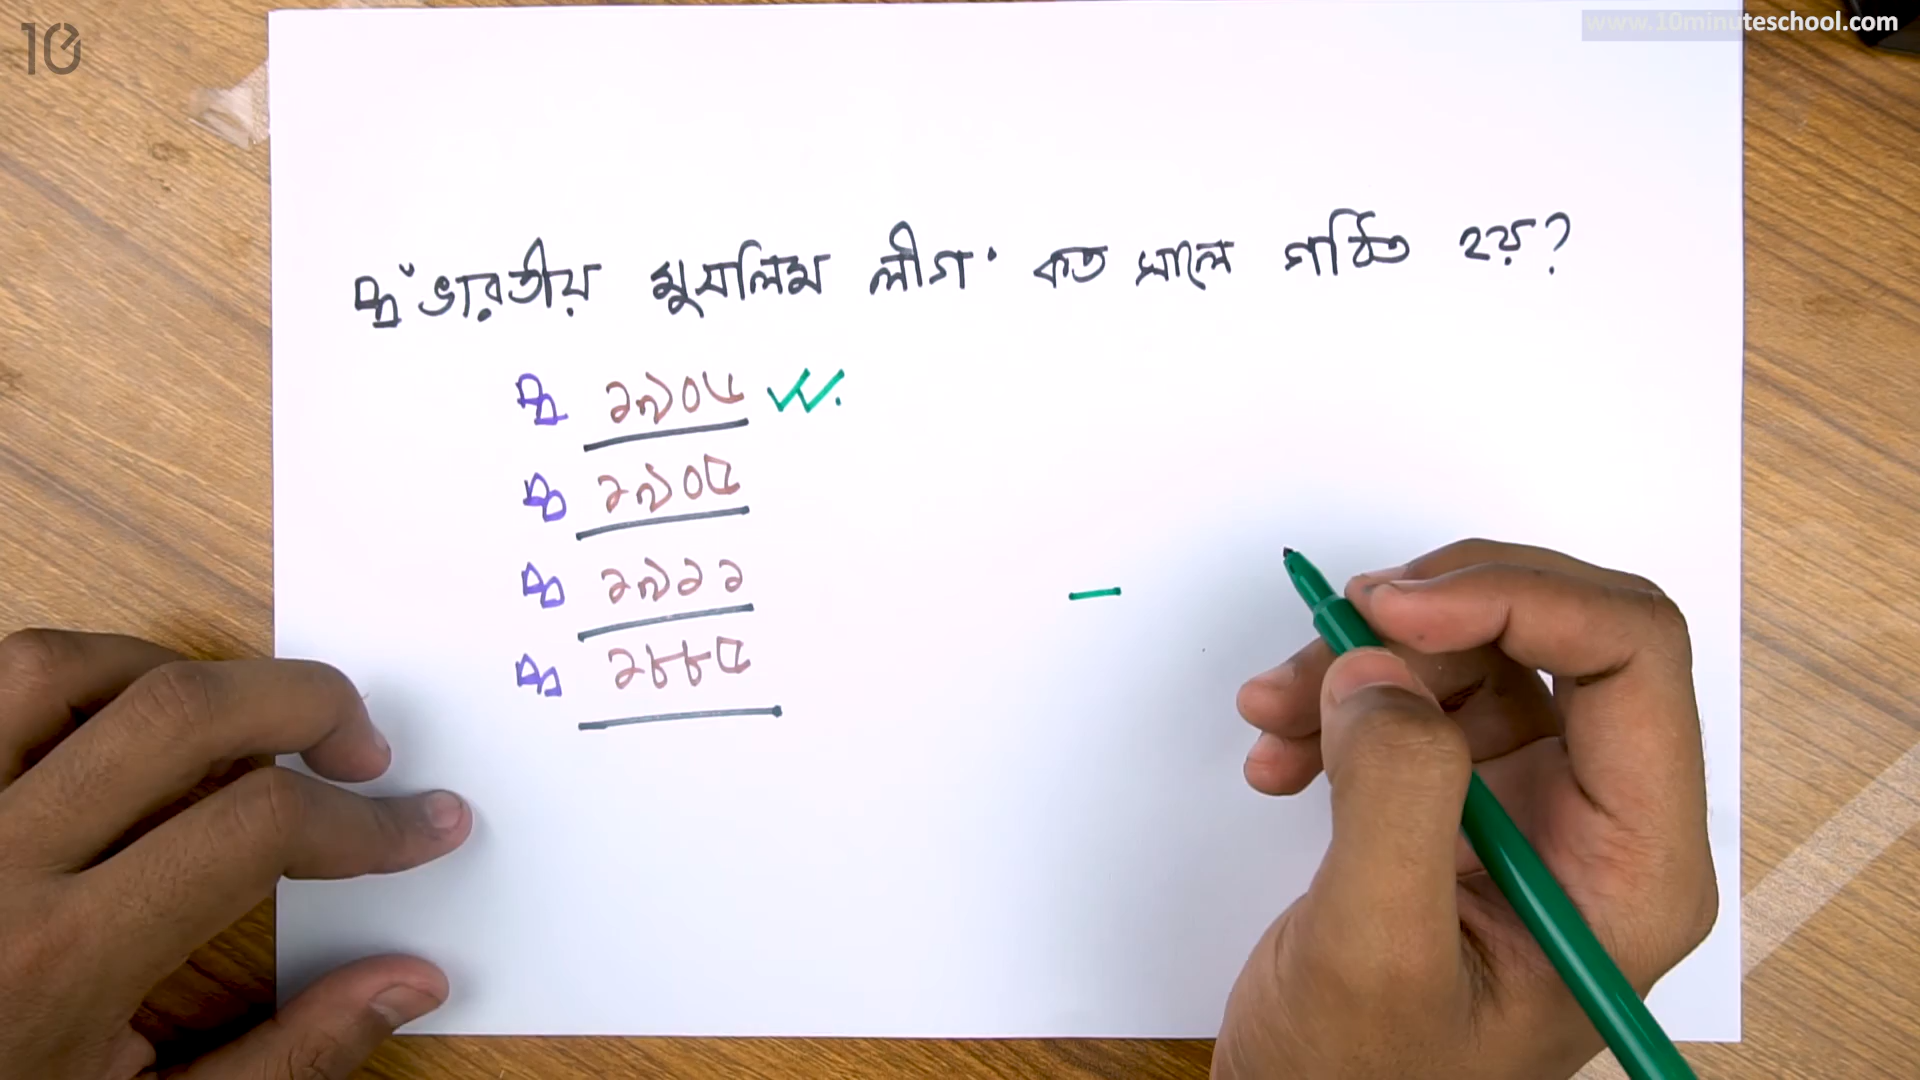 10
www.10minuteschool.com
"ভারতীয় মুসলিম লীগ" কত সালে গঠিত হয়?
১৯০৬
১৯০৫
১৯১১
১৮৮৫